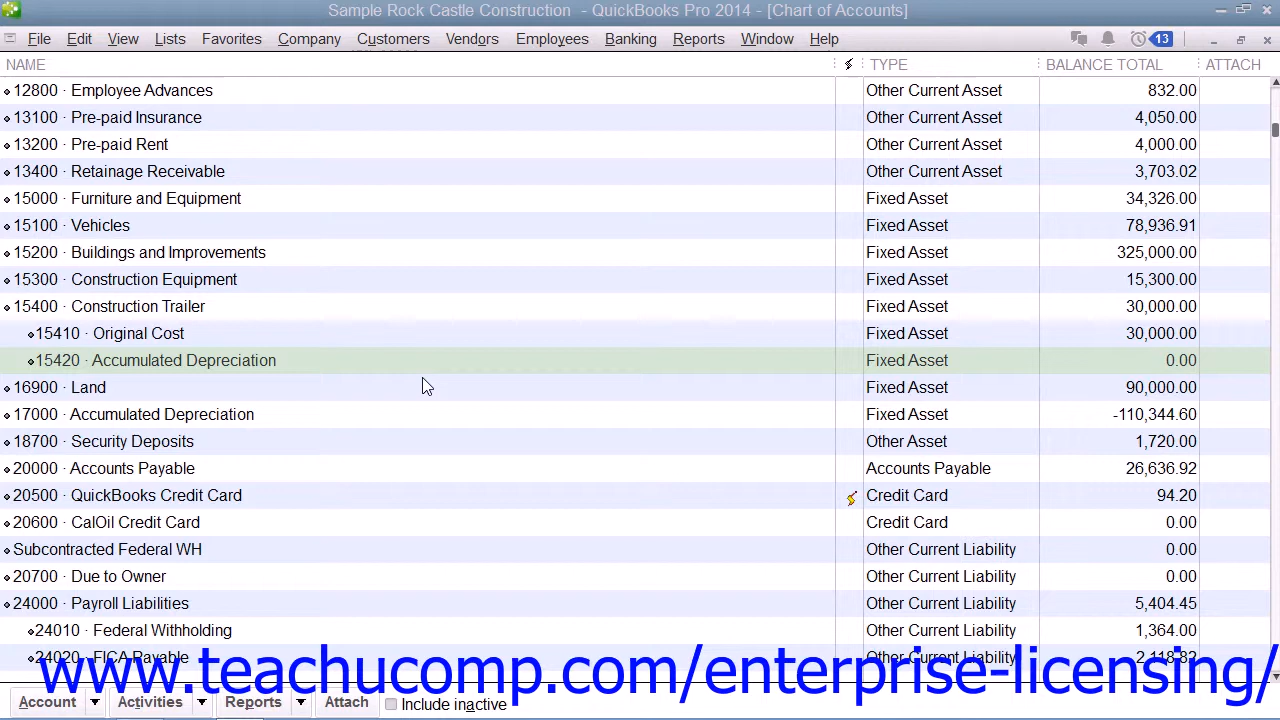 Sample Rock Castle Construction - QuickBooks Pro 2014 - [Chart of Accounts]
File Edit View Lists Favorites Company Customers Vendors Employees Banking Reports Window Help 13
NAME TYPE BALANCE TOTAL ATTACH
12800 · Employee Advances Other Current Asset 832.00
13100 · Pre-paid Insurance Other Current Asset 4,050.00
13200 · Pre-paid Rent Other Current Asset 4,000.00
13400 · Retainage Receivable Other Current Asset 3,703.02
15000 · Furniture and Equipment Fixed Asset 34,326.00
15100 · Vehicles Fixed Asset 78,936.91
15200 · Buildings and Improvements Fixed Asset 325,000.00
15300 · Construction Equipment Fixed Asset 15,300.00
15400 · Construction Trailer Fixed Asset 30,000.00
15410 · Original Cost Fixed Asset 30,000.00
15420 · Accumulated Depreciation Fixed Asset 0.00
16900 · Land Fixed Asset 90,000.00
17000 · Accumulated Depreciation Fixed Asset -110,344.60
18700 · Security Deposits Other Asset 1,720.00
20000 · Accounts Payable Accounts Payable 26,636.92
20500 · QuickBooks Credit Card Credit Card 94.20
20600 · CalOil Credit Card Credit Card 0.00
Subcontracted Federal WH Other Current Liability 0.00
20700 · Due to Owner Other Current Liability 0.00
24000 · Payroll Liabilities Other Current Liability 5,404.45
24010 · Federal Withholding Other Current Liability 1,364.00
24020 · FICA Payable Other Current Liability 2,118.82
www.teachucomp.com/enterprise-licensing/
Account Activities Reports Attach Include inactive